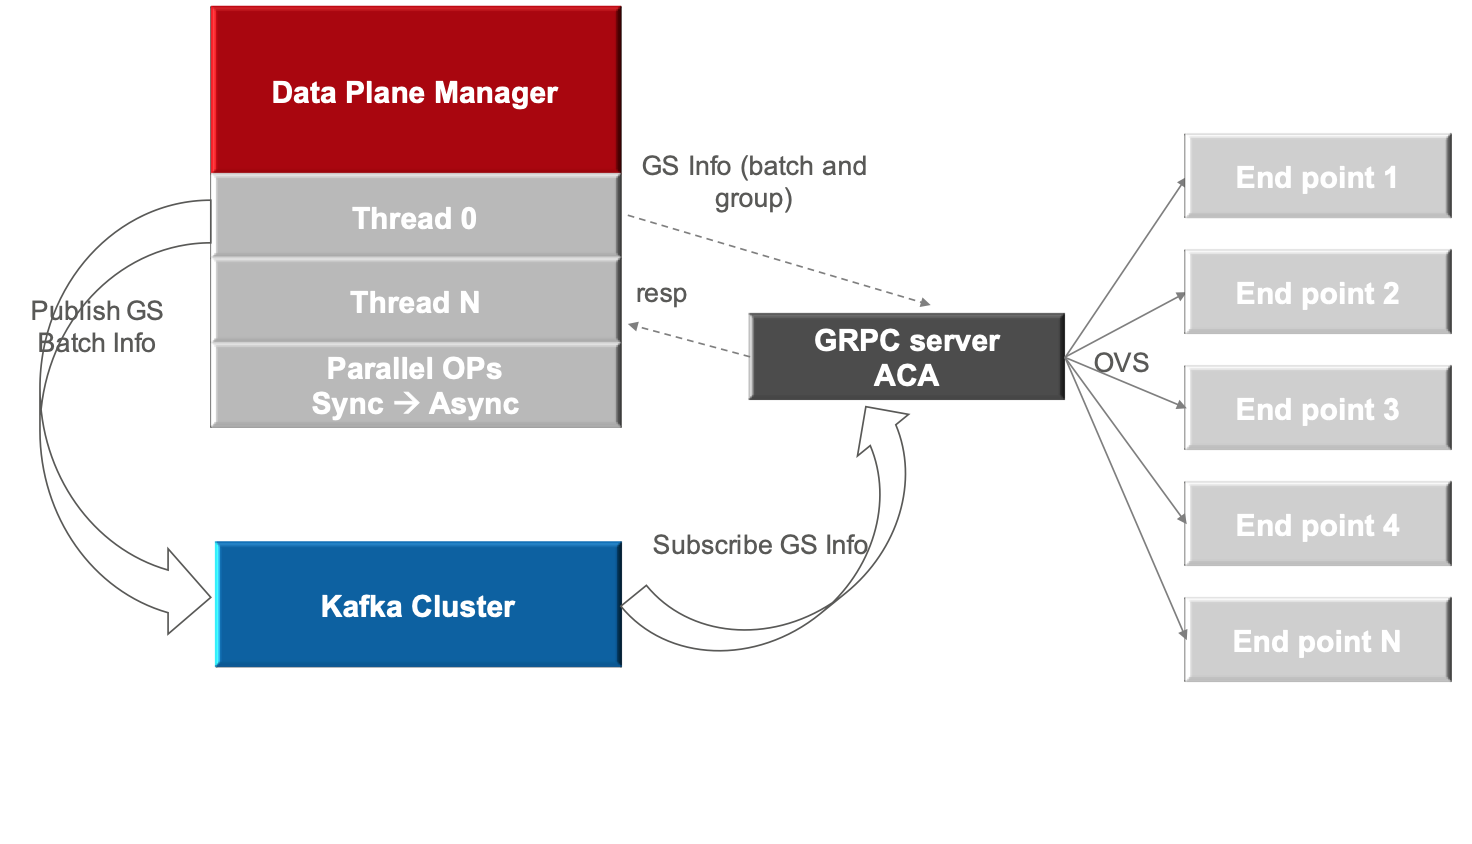 Data Plane Manager
Thread 0
Thread N
Parallel OPs
Sync → Async
Publish GS
Batch Info
GS Info (batch and
group)
resp
GRPC server
ACA
OVS
Kafka Cluster
Subscribe GS Info
End point 1
End point 2
End point 3
End point 4
End point N